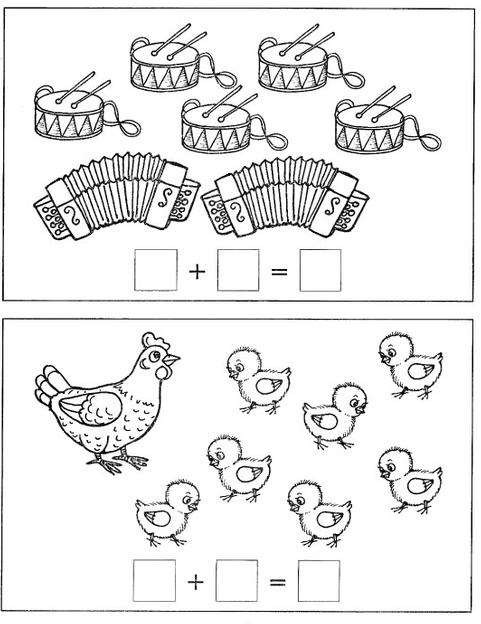 + =
+ =